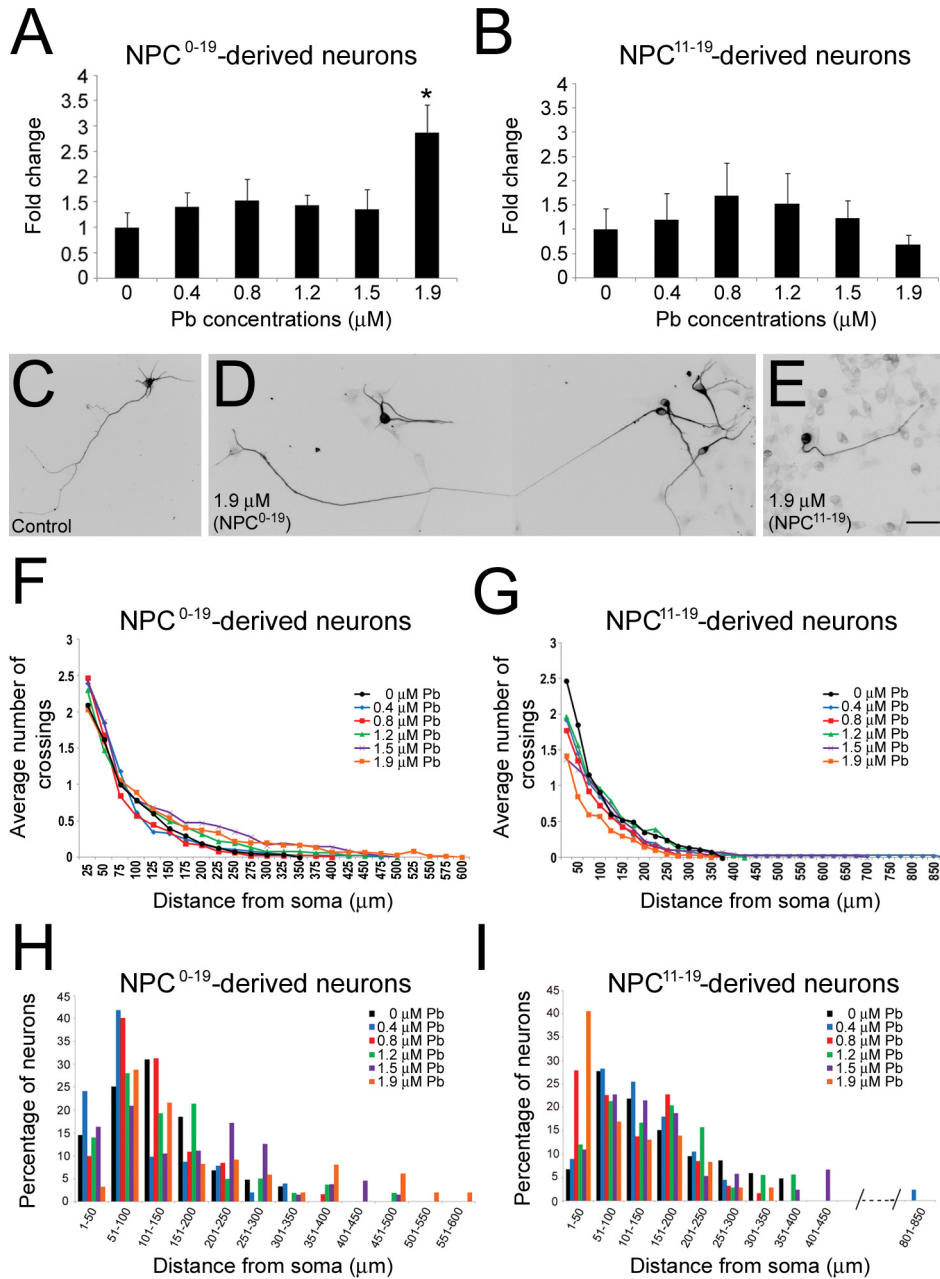 A
NPC0-19-derived neurons
Fold change
4
3.5
3
2.5
2
1.5
1
0.5
0
*
0 0.4 0.8 1.2 1.5 1.9
Pb concentrations (μM)
B
NPC11-19-derived neurons
Fold change
4
3.5
3
2.5
2
1.5
1
0.5
0
0 0.4 0.8 1.2 1.5 1.9
Pb concentrations (μM)
C
Control
D
1.9 μM
(NPC0-19)
E
1.9 μM
(NPC11-19)
F
NPC0-19-derived neurons
Average number of
crossings
3
2.5
2
1.5
1
0.5
0
0 μM Pb
0.4 μM Pb
0.8 μM Pb
1.2 μM Pb
1.5 μM Pb
1.9 μM Pb
25 50 75 100 125 150 175 200 225 250 275 300 325 350 375 400 425 450 475 500 525 550 575 600
Distance from soma (μm)
G
NPC11-19-derived neurons
Average number of
crossings
3
2.5
2
1.5
1
0.5
0
0 μM Pb
0.4 μM Pb
0.8 μM Pb
1.2 μM Pb
1.5 μM Pb
1.9 μM Pb
50 100 150 200 250 300 350 400 450 500 550 600 650 700 750 800 850
Distance from soma (μm)
H
NPC0-19-derived neurons
Percentage of neurons
45
40
35
30
25
20
15
10
5
0
0 μM Pb
0.4 μM Pb
0.8 μM Pb
1.2 μM Pb
1.5 μM Pb
1.9 μM Pb
1-50 51-100 101-150 151-200 201-250 251-300 301-350 351-400 401-450 451-500 501-550 551-600
Distance from soma (μm)
I
NPC11-19-derived neurons
Percentage of neurons
45
40
35
30
25
20
15
10
5
0
0 μM Pb
0.4 μM Pb
0.8 μM Pb
1.2 μM Pb
1.5 μM Pb
1.9 μM Pb
1-50 51-100 101-150 151-200 201-250 251-300 301-350 351-400 401-450 801-850
Distance from soma (μm)